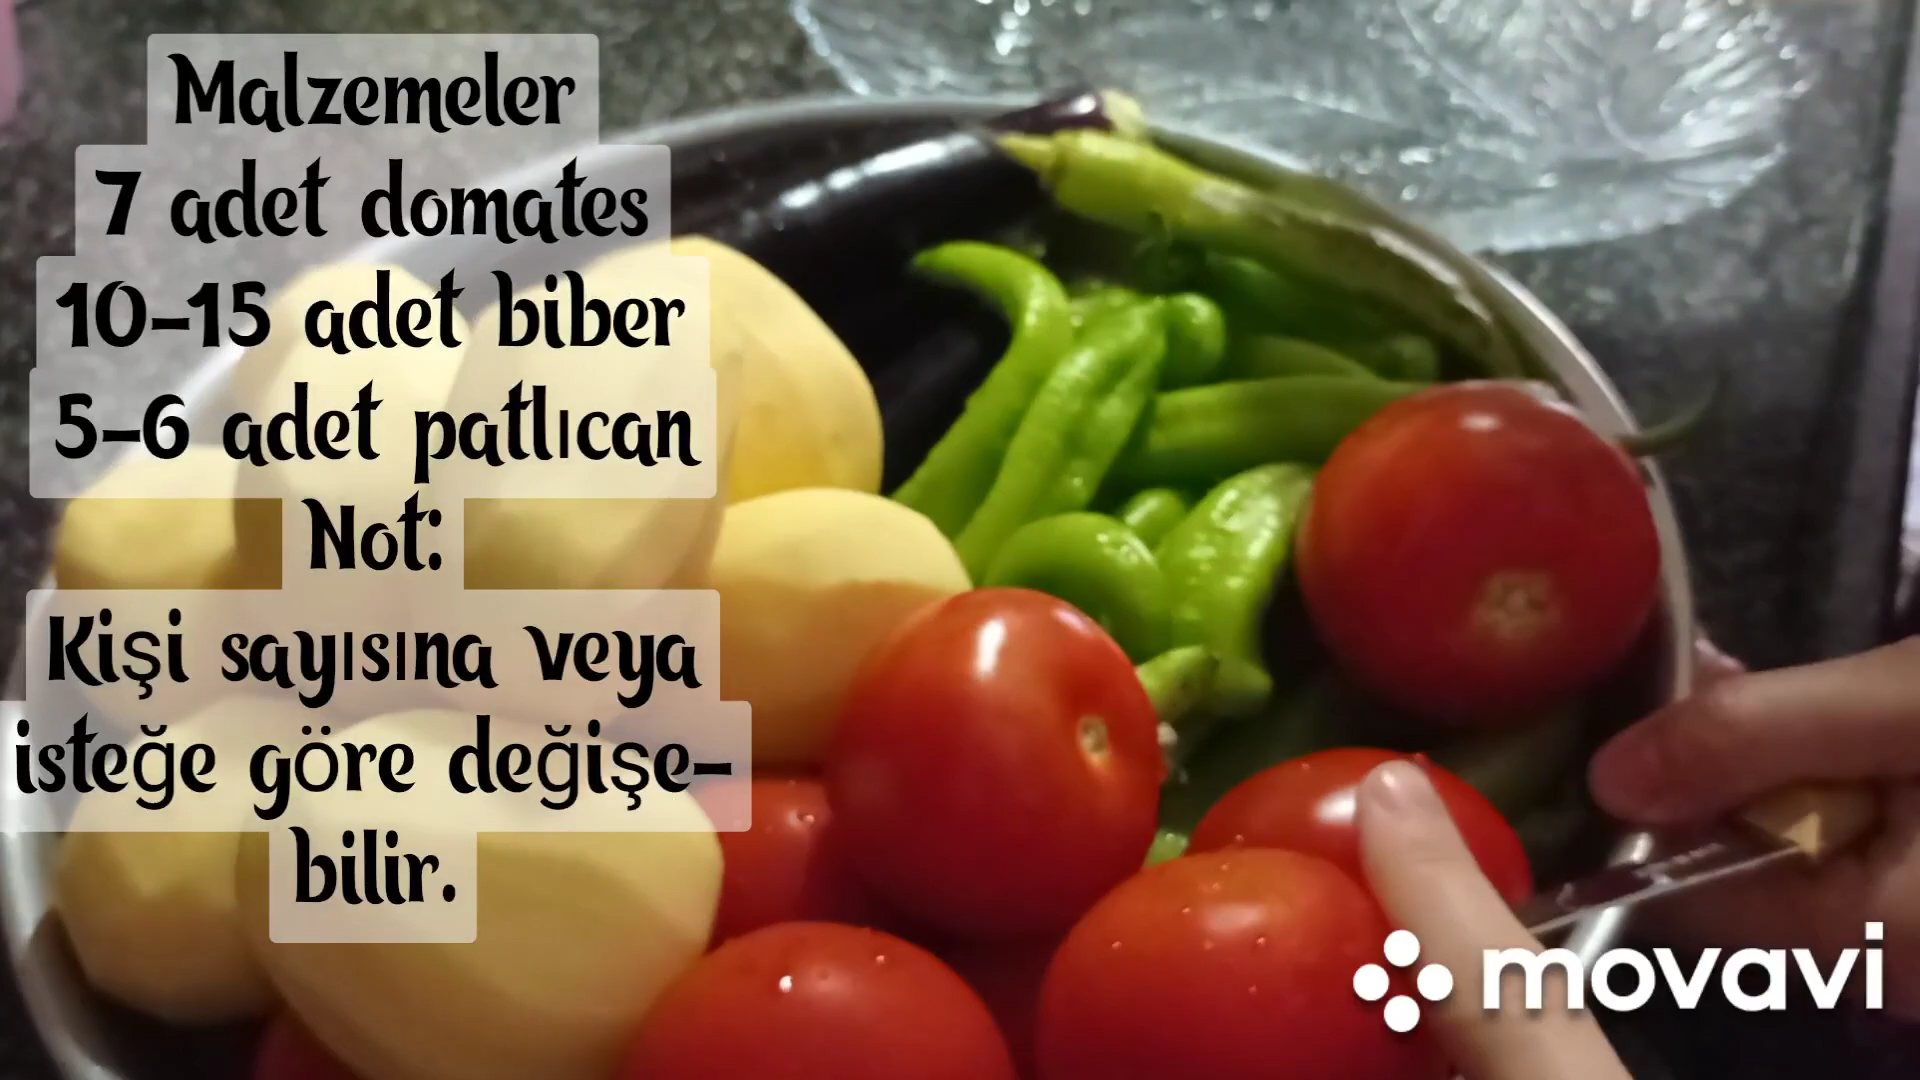 Malzemeler
7 adet domates
10-15 adet biber
5-6 adet patlıcan
Not:
Kişi sayısına veya
isteğe göre değişe-
bilir.
movavi